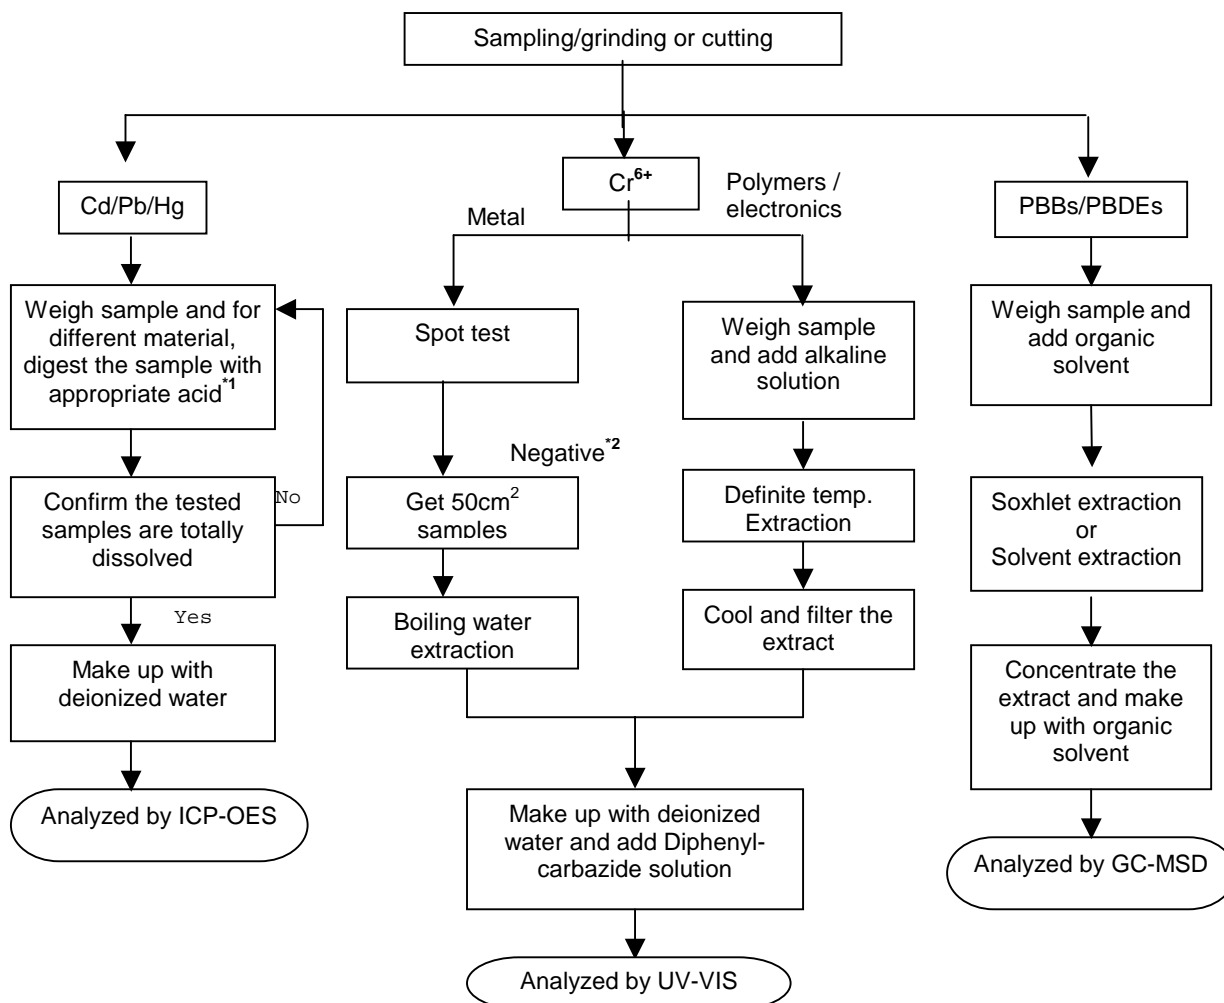 Sampling/grinding or cutting
Cd/Pb/Hg
Weigh sample and for
different material,
digest the sample with
appropriate acid*1
Confirm the tested
samples are totally
dissolved
No
Yes
Make up with
deionized water
Analyzed by ICP-OES
Cr6+
Metal
Polymers /
electronics
Spot test
Negative*2
Get 50cm2
samples
Boiling water
extraction
Weigh sample
and add alkaline
solution
Definite temp.
Extraction
Cool and filter the
extract
Make up with deionized
water and add Diphenyl-
carbazide solution
Analyzed by UV-VIS
PBBs/PBDEs
Weigh sample and
add organic
solvent
Soxhlet extraction
or
Solvent extraction
Concentrate the
extract and make
up with organic
solvent
Analyzed by GC-MSD